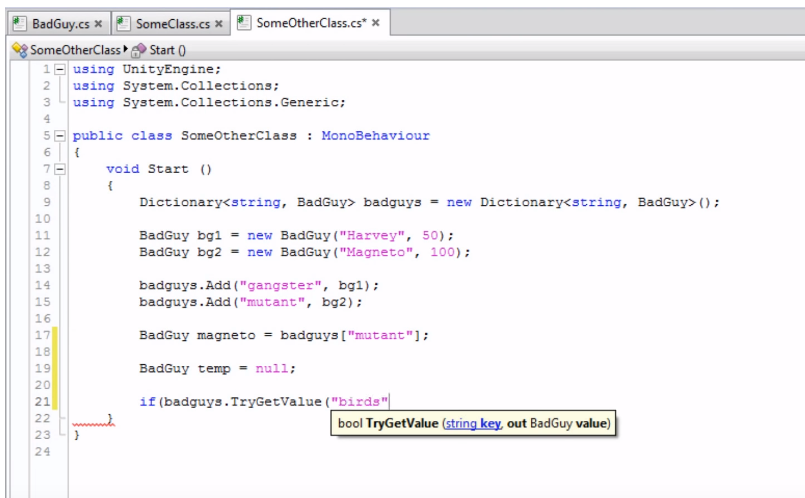 BadGuy.cs × SomeClass.cs × SomeOtherClass.cs* ×
SomeOtherClass Start ()
1 using UnityEngine;
2 using System.Collections;
3 using System.Collections.Generic;
4
5 public class SomeOtherClass : MonoBehaviour
6 {
7 void Start ()
8 {
9 Dictionary<string, BadGuy> badguys = new Dictionary<string, BadGuy>();
10
11 BadGuy bg1 = new BadGuy("Harvey", 50);
12 BadGuy bg2 = new BadGuy("Magneto", 100);
13
14 badguys.Add("gangster", bg1);
15 badguys.Add("mutant", bg2);
16
17 BadGuy magneto = badguys["mutant"];
18
19 BadGuy temp = null;
20
21 if(badguys.TryGetValue("birds"
22 }
bool TryGetValue (string key, out BadGuy value)
23 }
24